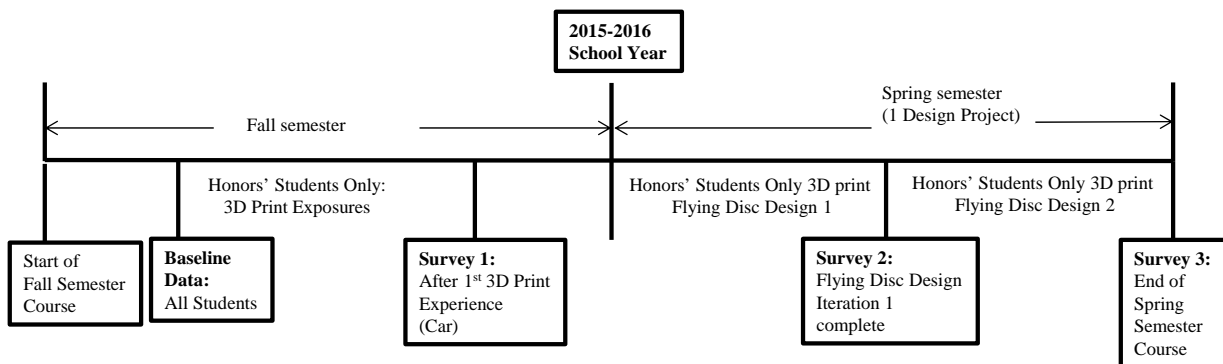 2015-2016
School Year
Fall semester
Spring semester
(1 Design Project)
Honors' Students Only:
3D Print Exposures
Honors' Students Only 3D print
Flying Disc Design 1
Honors' Students Only 3D print
Flying Disc Design 2
Start of
Fall Semester
Course
Baseline
Data:
All Students
Survey 1:
After 1st 3D Print
Experience
(Car)
Survey 2:
Flying Disc Design
Iteration 1
complete
Survey 3:
End of
Spring
Semester
Course